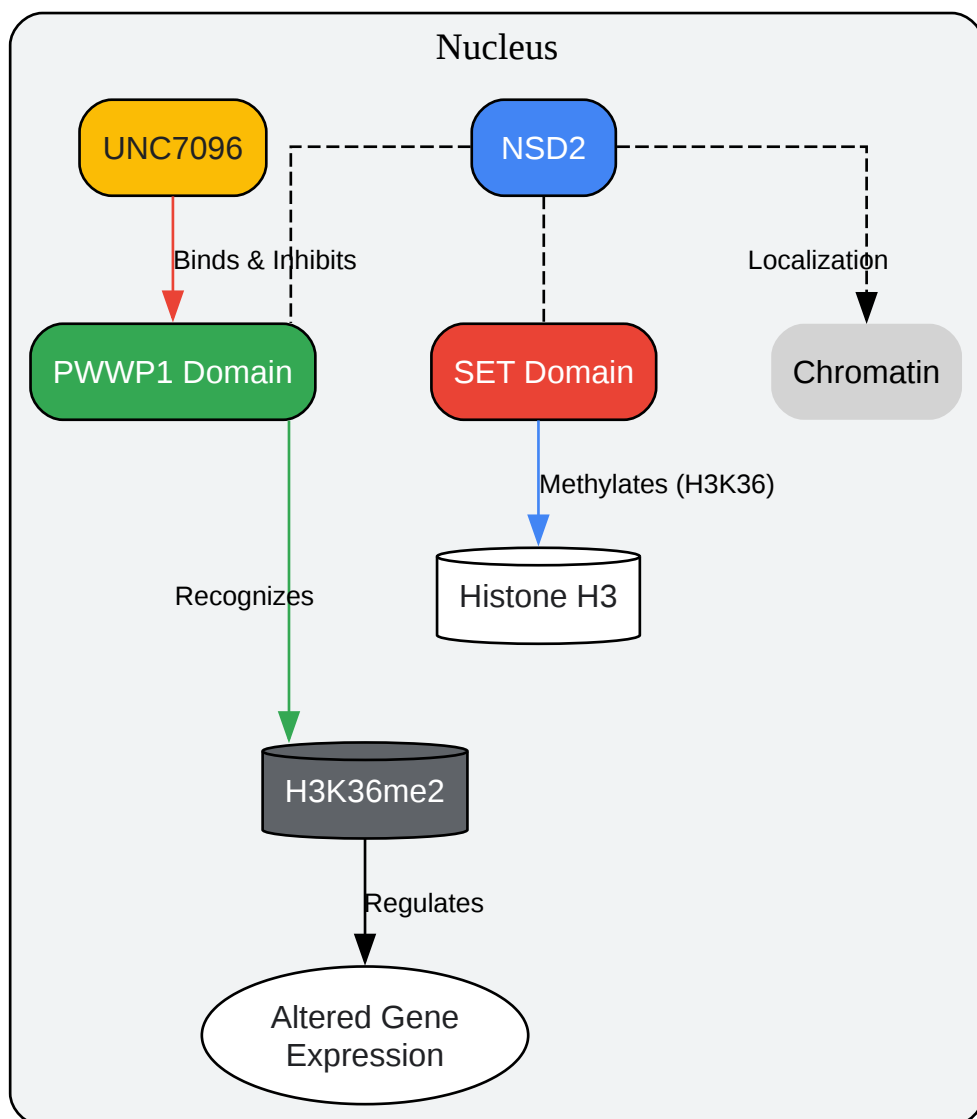 Nucleus
UNC7096
NSD2
Binds & Inhibits
Localization
PWWP1 Domain
SET Domain
Chromatin
Methylates (H3K36)
Recognizes
Histone H3
H3K36me2
Regulates
Altered Gene
Expression